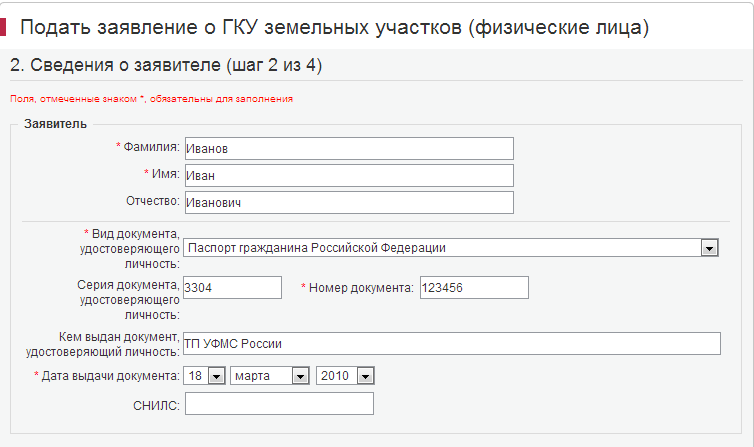 Подать заявление о ГКУ земельных участков (физические лица)
2. Сведения о заявителе (шаг 2 из 4)
Поля, отмеченные знаком *, обязательны для заполнения
Заявитель
* Фамилия: Иванов
* Имя: Иван
Отчество: Иванович
* Вид документа,
удостоверяющего
личность: Паспорт гражданина Российской Федерации
Серия документа,
удостоверяющего
личность: 3304 * Номер документа: 123456
Кем выдан документ,
удостоверяющий личность: ТП УФМС России
* Дата выдачи документа: 18 марта 2010
СНИЛС: